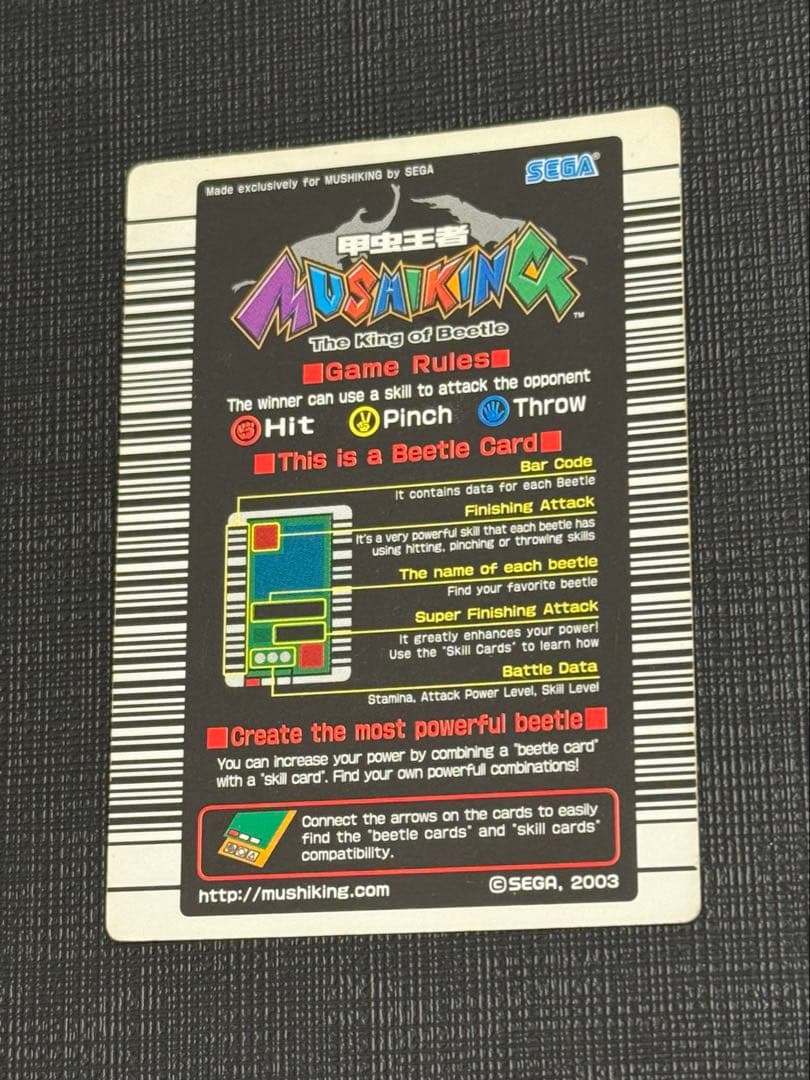 Made exclusively for MUSHIKING by SEGA
SEGA®
甲虫王者
MUSHIKING™
The King of Beetle
■Game Rules■
The winner can use a skill to attack the opponent
Hit Pinch Throw
■This is a Beetle Card■
Bar Code
It contains data for each Beetle
Finishing Attack
It's a very powerful skill that each beetle has
using hitting, pinching or throwing skills
The name of each beetle
Find your favorite beetle
Super Finishing Attack
It greatly enhances your power!
Use the "Skill Cards" to learn how
Battle Data
Stamina, Attack Power Level, Skill Level
■Create the most powerful beetle■
You can increase your power by combining a "beetle card"
with a "skill card". Find your own powerfull combinations!
Connect the arrows on the cards to easily
find the "beetle cards" and "skill cards"
compatibility.
http://mushiking.com
©SEGA, 2003